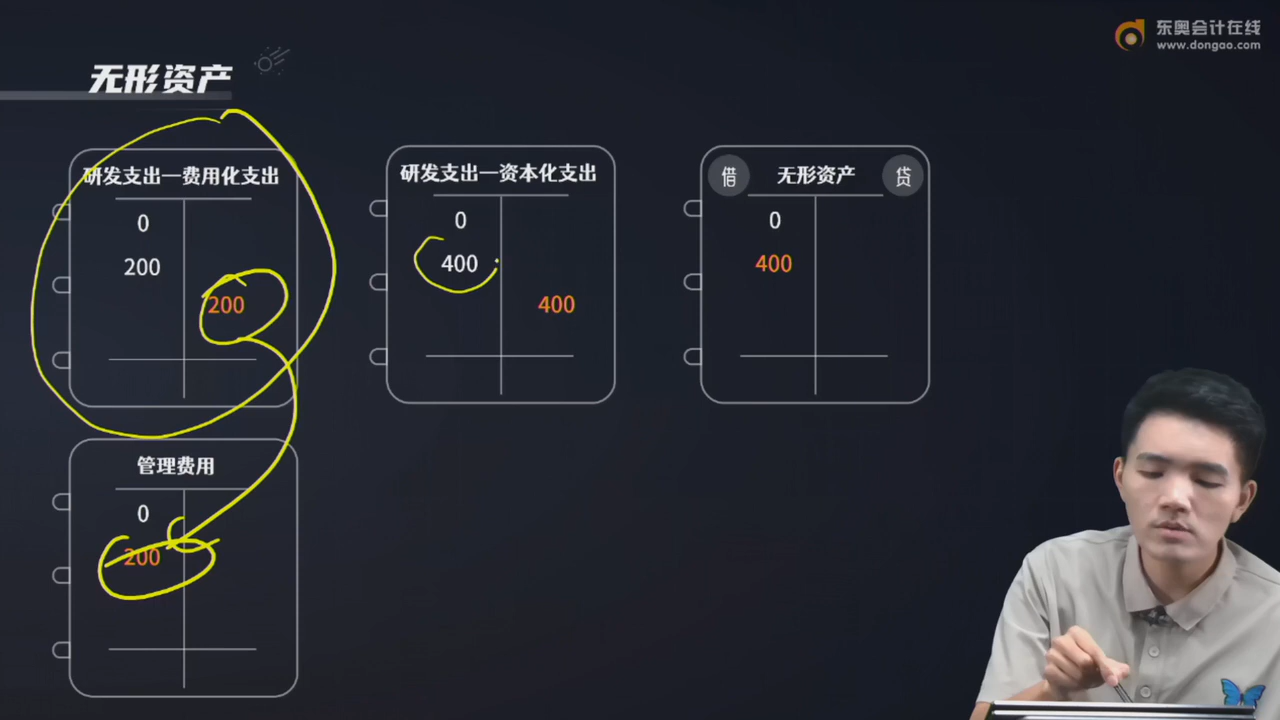 东奥会计在线
www.dongao.com
无形资产
研发支出—费用化支出
0
200
200
研发支出—资本化支出
0
400
400
借 无形资产 贷
0
400
管理费用
0
200